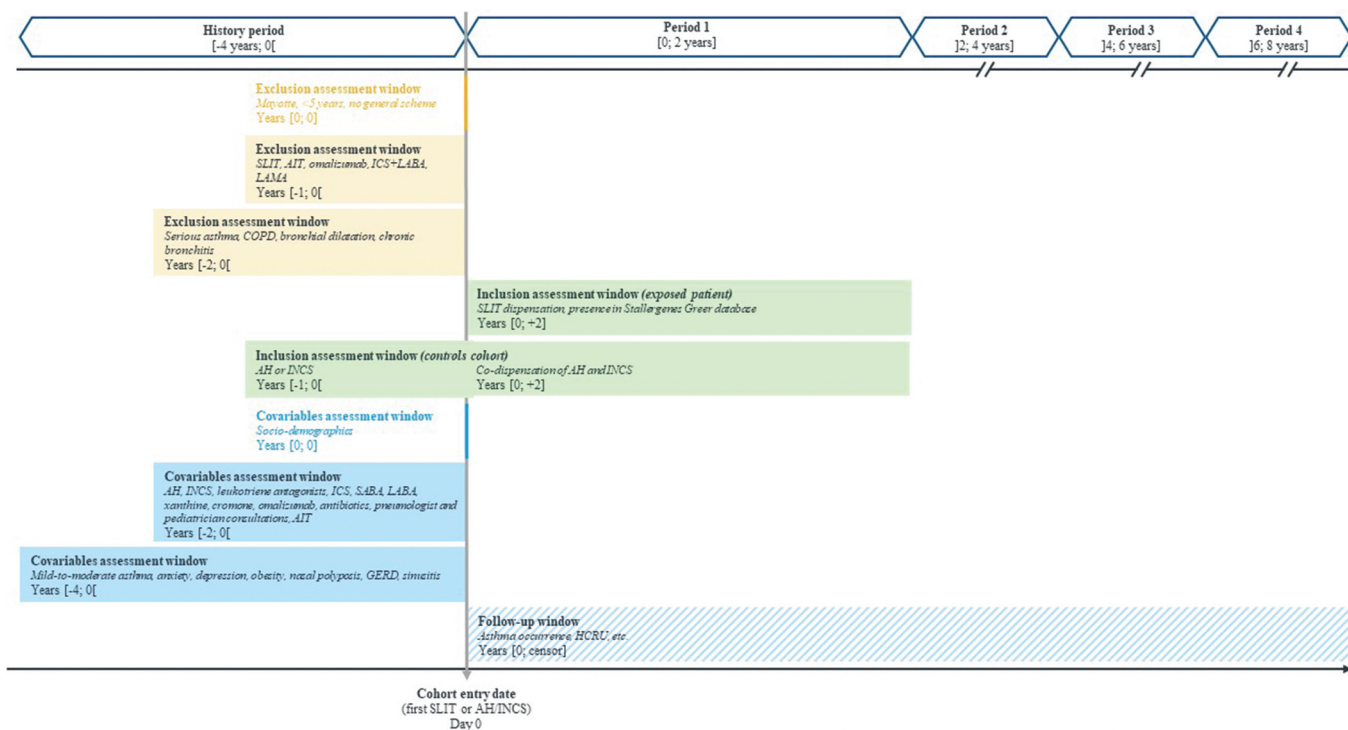 History period
[-4 years; 0[
Period 1
[0; 2 years]
Period 2
]2; 4 years]
Period 3
]4; 6 years]
Period 4
]6; 8 years]
Exclusion assessment window
Mayotte, <5 years, no general scheme
Years [0; 0]
Exclusion assessment window
SLIT, AIT, omalizumab, ICS+LABA,
LAMA
Years [-1; 0[
Exclusion assessment window
Serious asthma, COPD, bronchial dilatation, chronic
bronchitis
Years [-2; 0[
Inclusion assessment window (exposed patient)
SLIT dispensation, presence in Stallergenes Greer database
Years [0; +2]
Inclusion assessment window (controls cohort)
AH or INCS
Years [-1; 0[
Co-dispensation of AH and INCS
Years [0; +2]
Covariables assessment window
Socio-demographics
Years [0; 0]
Covariables assessment window
AH, INCS, leukotriene antagonists, ICS, SABA, LABA,
xanthine, cromone, omalizumab, antibiotics, pneumologist and
pediatrician consultations, AIT
Years [-2; 0[
Covariables assessment window
Mild-to-moderate asthma, anxiety, depression, obesity, nasal polyposis, GERD, sinusitis
Years [-4; 0[
Follow-up window
Asthma occurrence, HCRU, etc.
Years [0; censor]
Cohort entry date
(first SLIT or AH/INCS)
Day 0